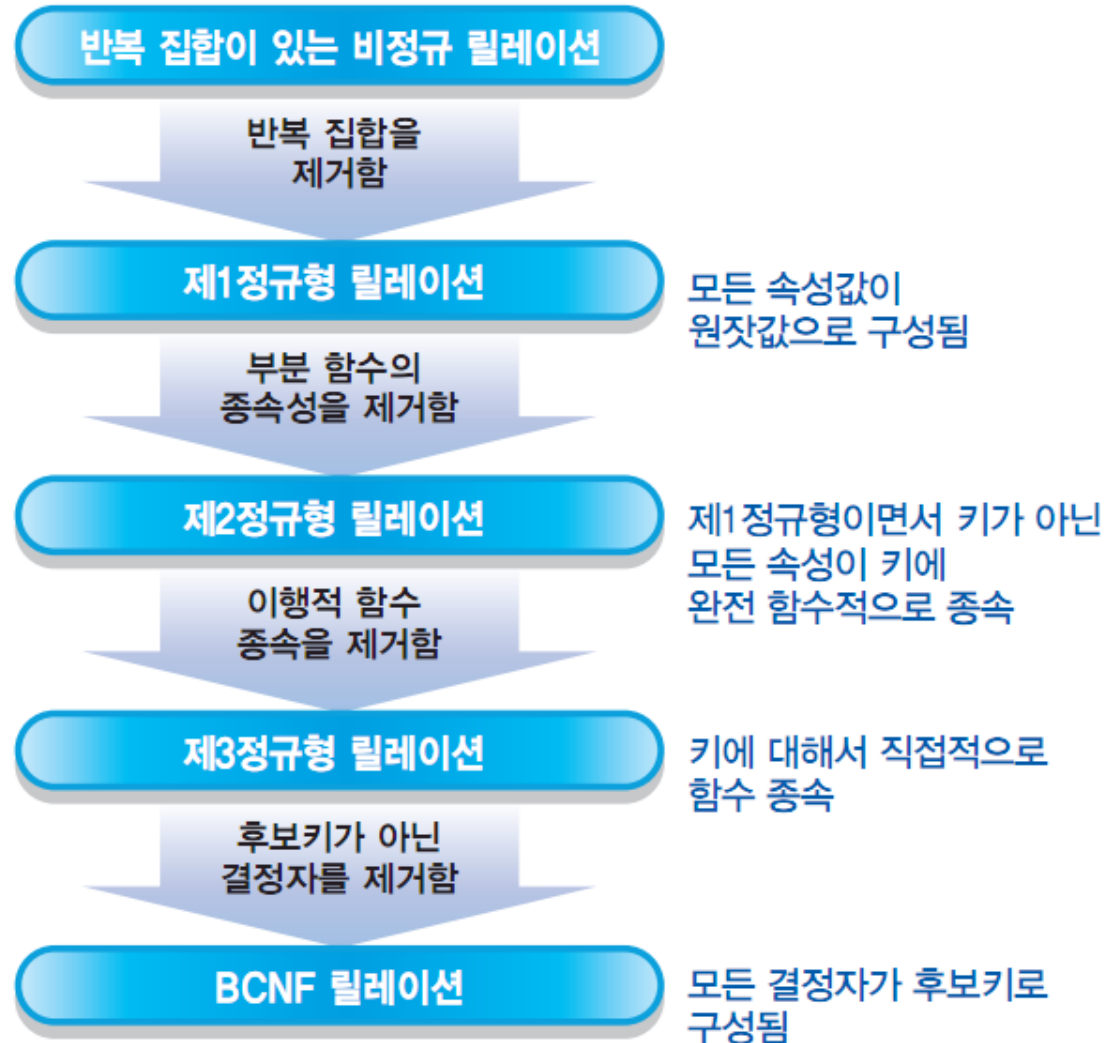 반복 집합이 있는 비정규 릴레이션
반복 집합을
제거함
제1정규형 릴레이션
모든 속성값이
원잣값으로 구성됨
부분 함수의
종속성을 제거함
제2정규형 릴레이션
제1정규형이면서 키가 아닌
모든 속성이 키에
완전 함수적으로 종속
이행적 함수
종속을 제거함
제3정규형 릴레이션
키에 대해서 직접적으로
함수 종속
후보키가 아닌
결정자를 제거함
BCNF 릴레이션
모든 결정자가 후보키로
구성됨